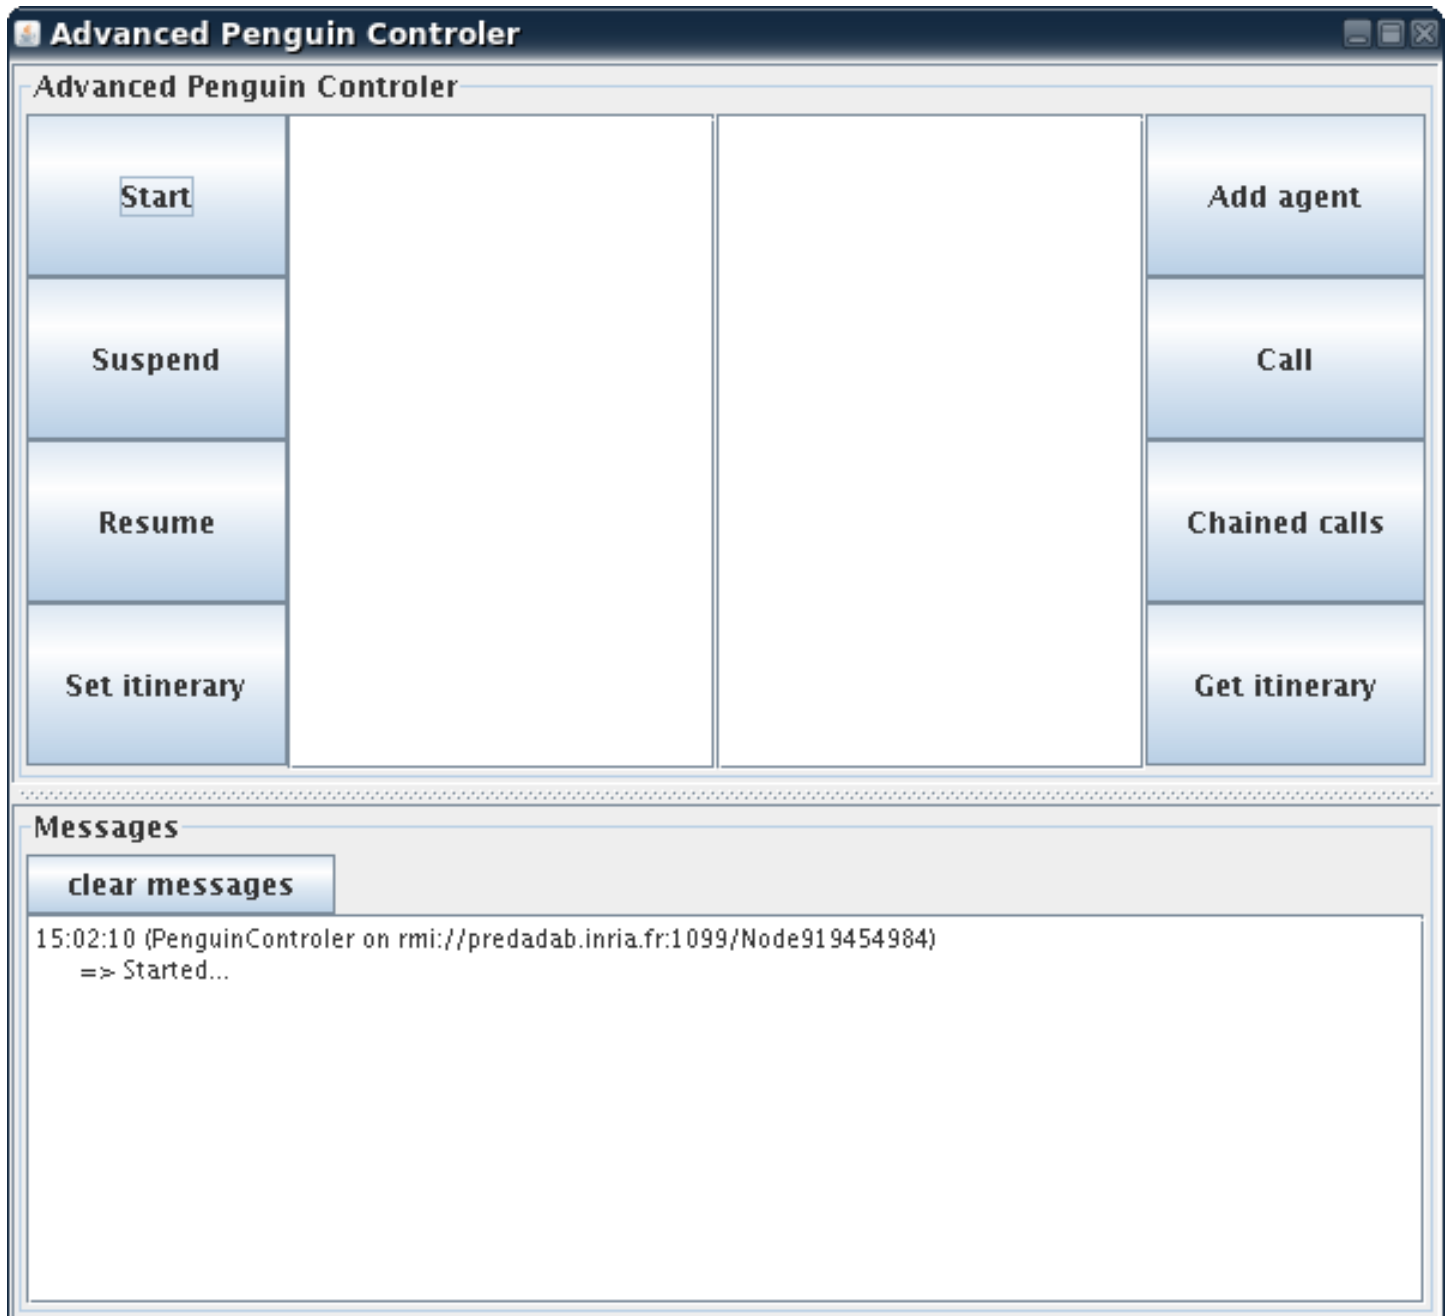 Advanced Penguin Controler
Advanced Penguin Controler
Start
Add agent
Suspend
Call
Resume
Chained calls
Set itinerary
Get itinerary
Messages
clear messages
15:02:10 (PenguinControler on rmi://predadab.inria.fr:1099/Node919454984)
=> Started...